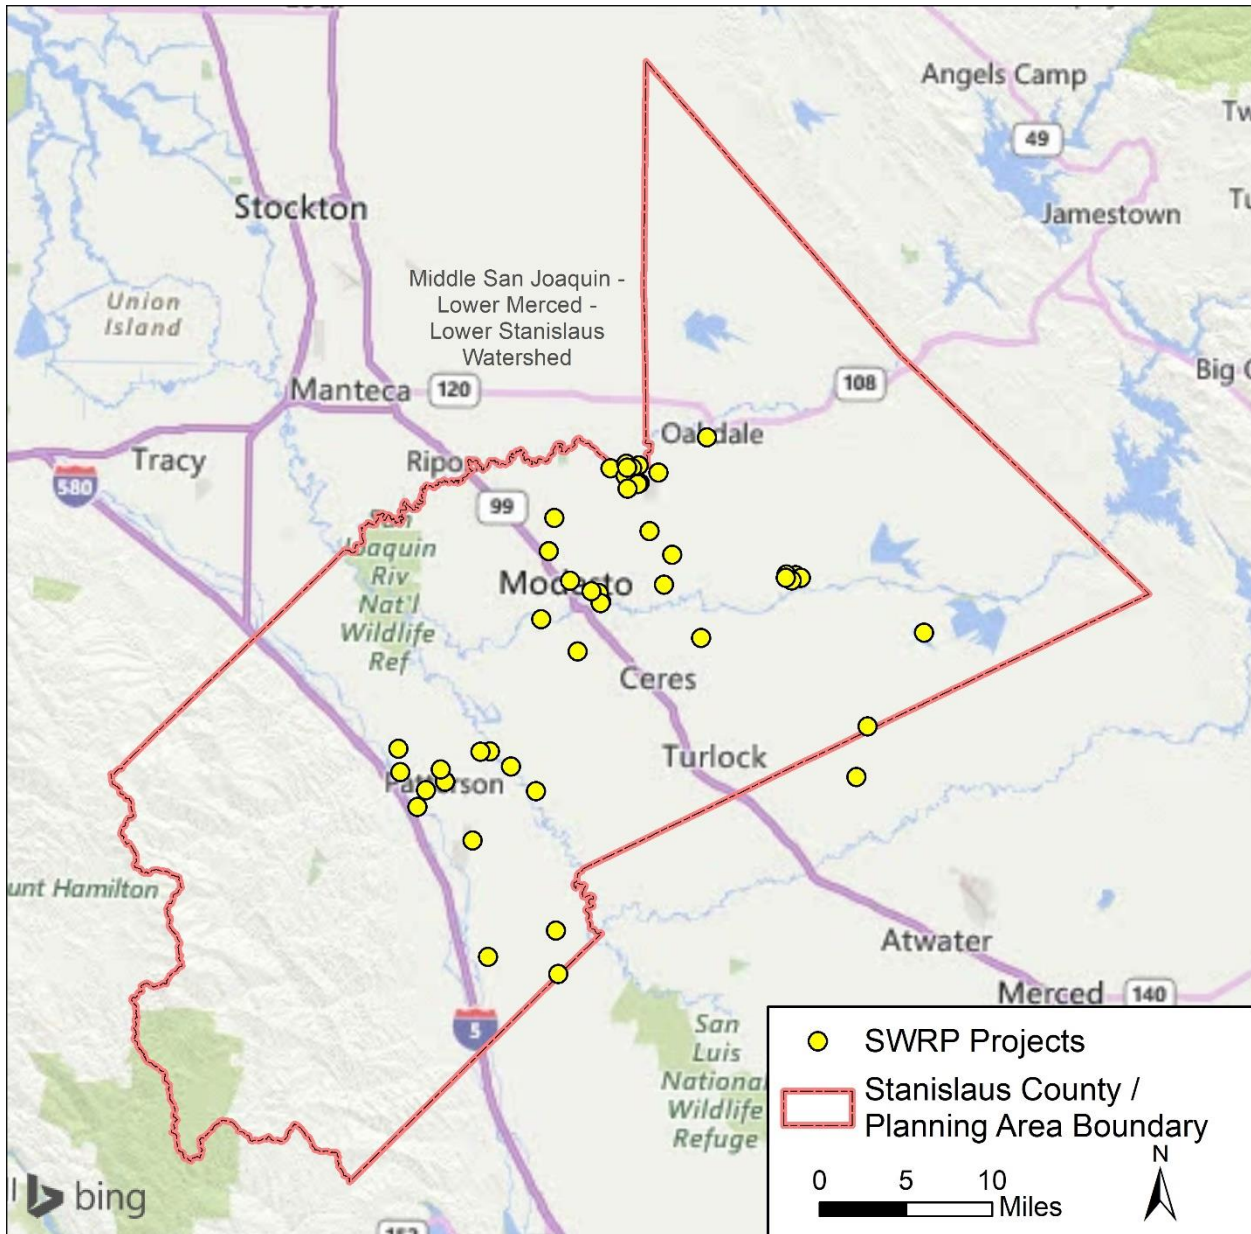 Angels Camp
49
Stockton
Jamestown
Middle San Joaquin -
Lower Merced -
Lower Stanislaus
Watershed
Union
Island
Manteca
120
108
Big
Oakdale
Tracy
Ripo
580
99
San
Joaquin
Riv
Nat'l
Wildlife
Ref
Modesto
Ceres
Turlock
Patterson
unt Hamilton
Atwater
Merced
140
5
San
Luis
National
Wildlife
Refuge
SWRP Projects
Stanislaus County /
Planning Area Boundary
N
0 5 10
Miles
bing